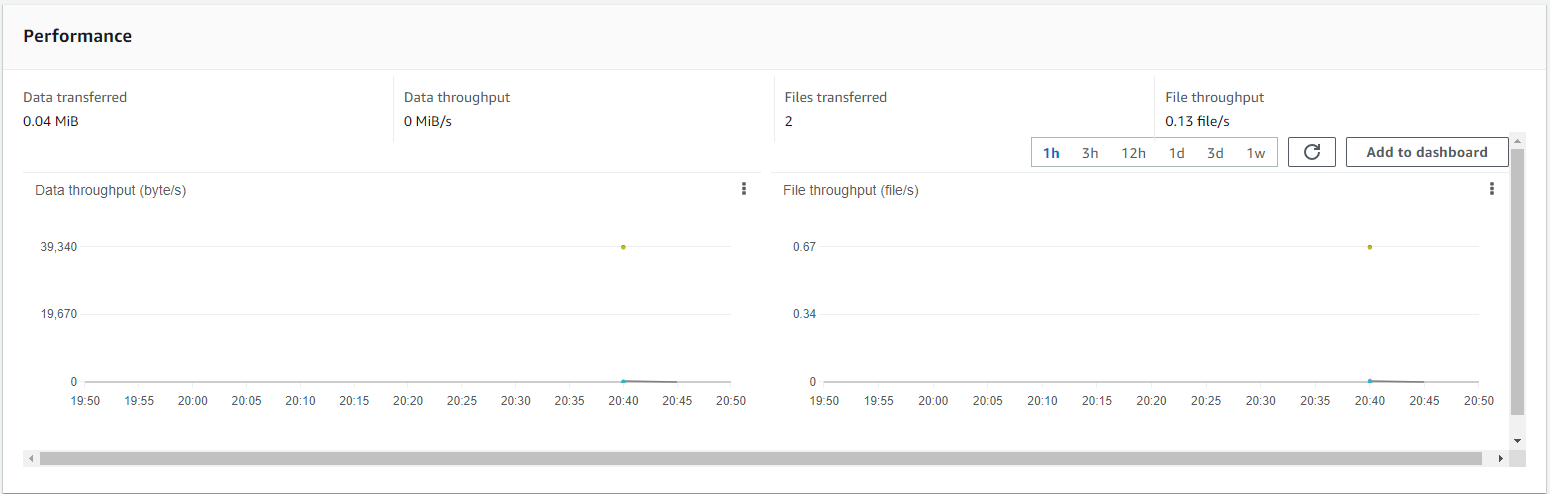 Performance
Data transferred
0.04 MiB
Data throughput
0 MiB/s
Files transferred
2
File throughput
0.13 file/s
1h 3h 12h 1d 3d 1w Add to dashboard
Data throughput (byte/s)
39,340
19,670
0
19:50 19:55 20:00 20:05 20:10 20:15 20:20 20:25 20:30 20:35 20:40 20:45 20:50
File throughput (file/s)
0.67
0.34
0
19:50 19:55 20:00 20:05 20:10 20:15 20:20 20:25 20:30 20:35 20:40 20:45 20:50